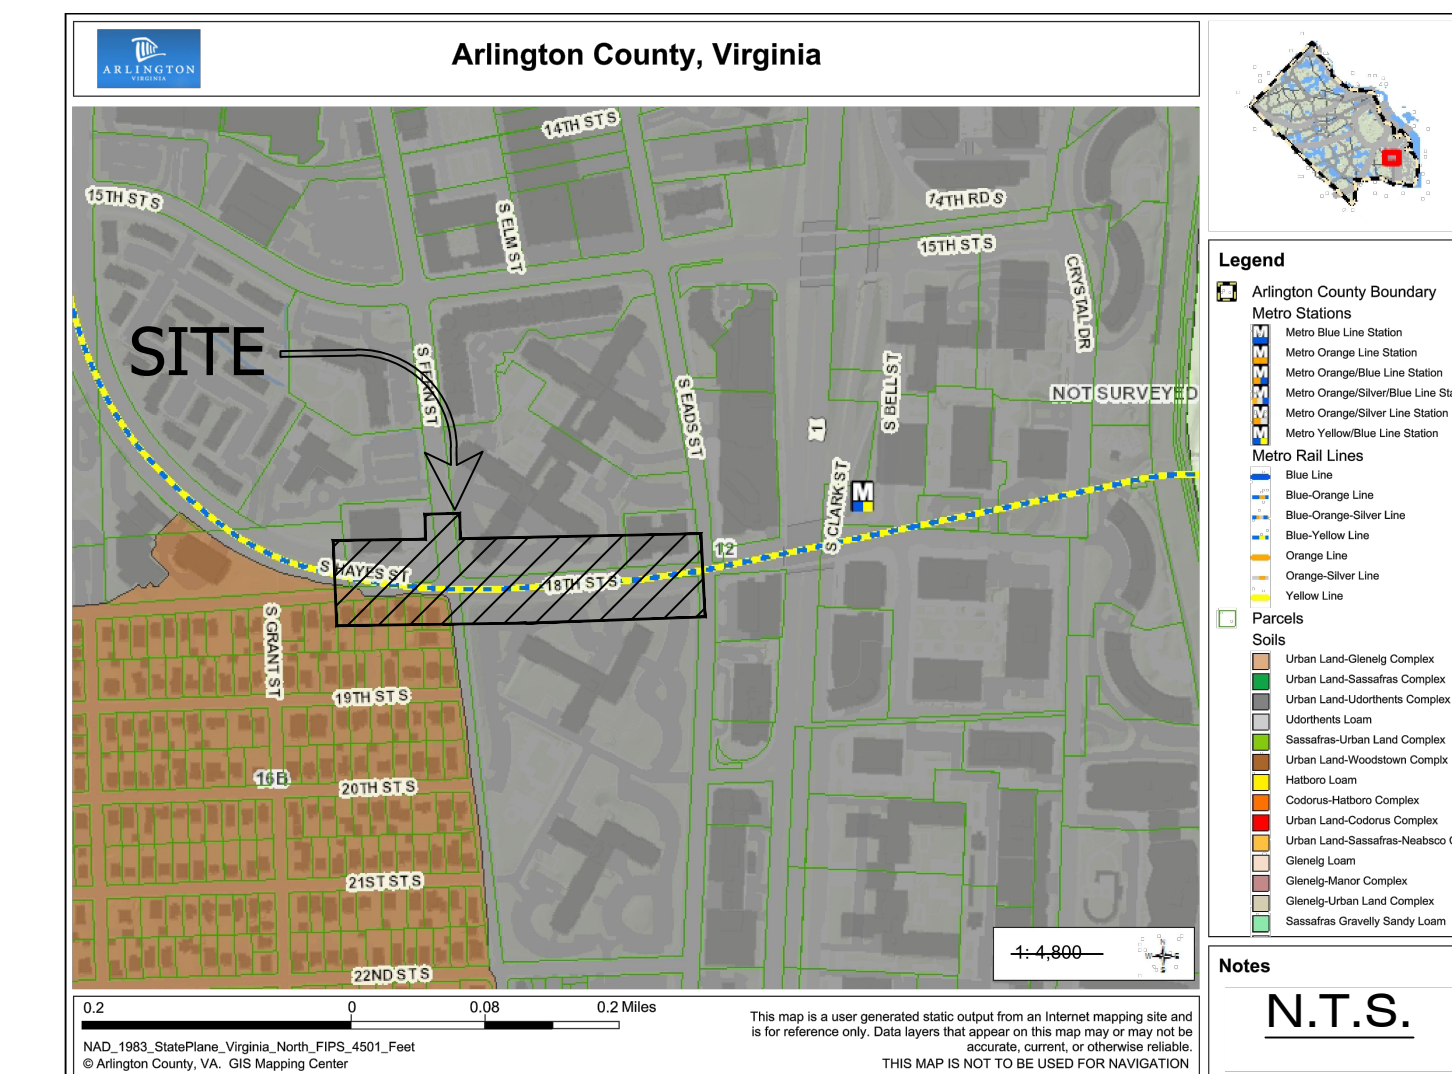 ARLINGTON
VIRGINIA
Arlington County, Virginia
14TH ST S
15TH ST S
S ELM ST
14TH RD S
15TH ST S
CRYSTAL DR
SITE
S FERN ST
S EADS ST
S BELL ST
1
NOT SURVEYED
S CLARK ST
M
12
S HAYES ST
18TH ST S
S GRANT ST
19TH ST S
16B
20TH ST S
21ST ST S
22ND ST S
1: 4,800
N
W
E
S
Legend
Arlington County Boundary
Metro Stations
M Metro Blue Line Station
M Metro Orange Line Station
M Metro Orange/Blue Line Station
M Metro Orange/Silver/Blue Line Sta
M Metro Orange/Silver Line Station
M Metro Yellow/Blue Line Station
Metro Rail Lines
Blue Line
Blue-Orange Line
Blue-Orange-Silver Line
Blue-Yellow Line
Orange Line
Orange-Silver Line
Yellow Line
Parcels
Soils
Urban Land-Glenelg Complex
Urban Land-Sassafras Complex
Urban Land-Udorthents Complex
Udorthents Loam
Sassafras-Urban Land Complex
Urban Land-Woodstown Complx
Hatboro Loam
Codorus-Hatboro Complex
Urban Land-Codorus Complex
Urban Land-Sassafras-Neabsco C
Glenelg Loam
Glenelg-Manor Complex
Glenelg-Urban Land Complex
Sassafras Gravelly Sandy Loam
Notes
N.T.S.
0.2 0 0.08 0.2 Miles
NAD_1983_StatePlane_Virginia_North_FIPS_4501_Feet
© Arlington County, VA. GIS Mapping Center
This map is a user generated static output from an Internet mapping site and
is for reference only. Data layers that appear on this map may or may not be
accurate, current, or otherwise reliable.
THIS MAP IS NOT TO BE USED FOR NAVIGATION